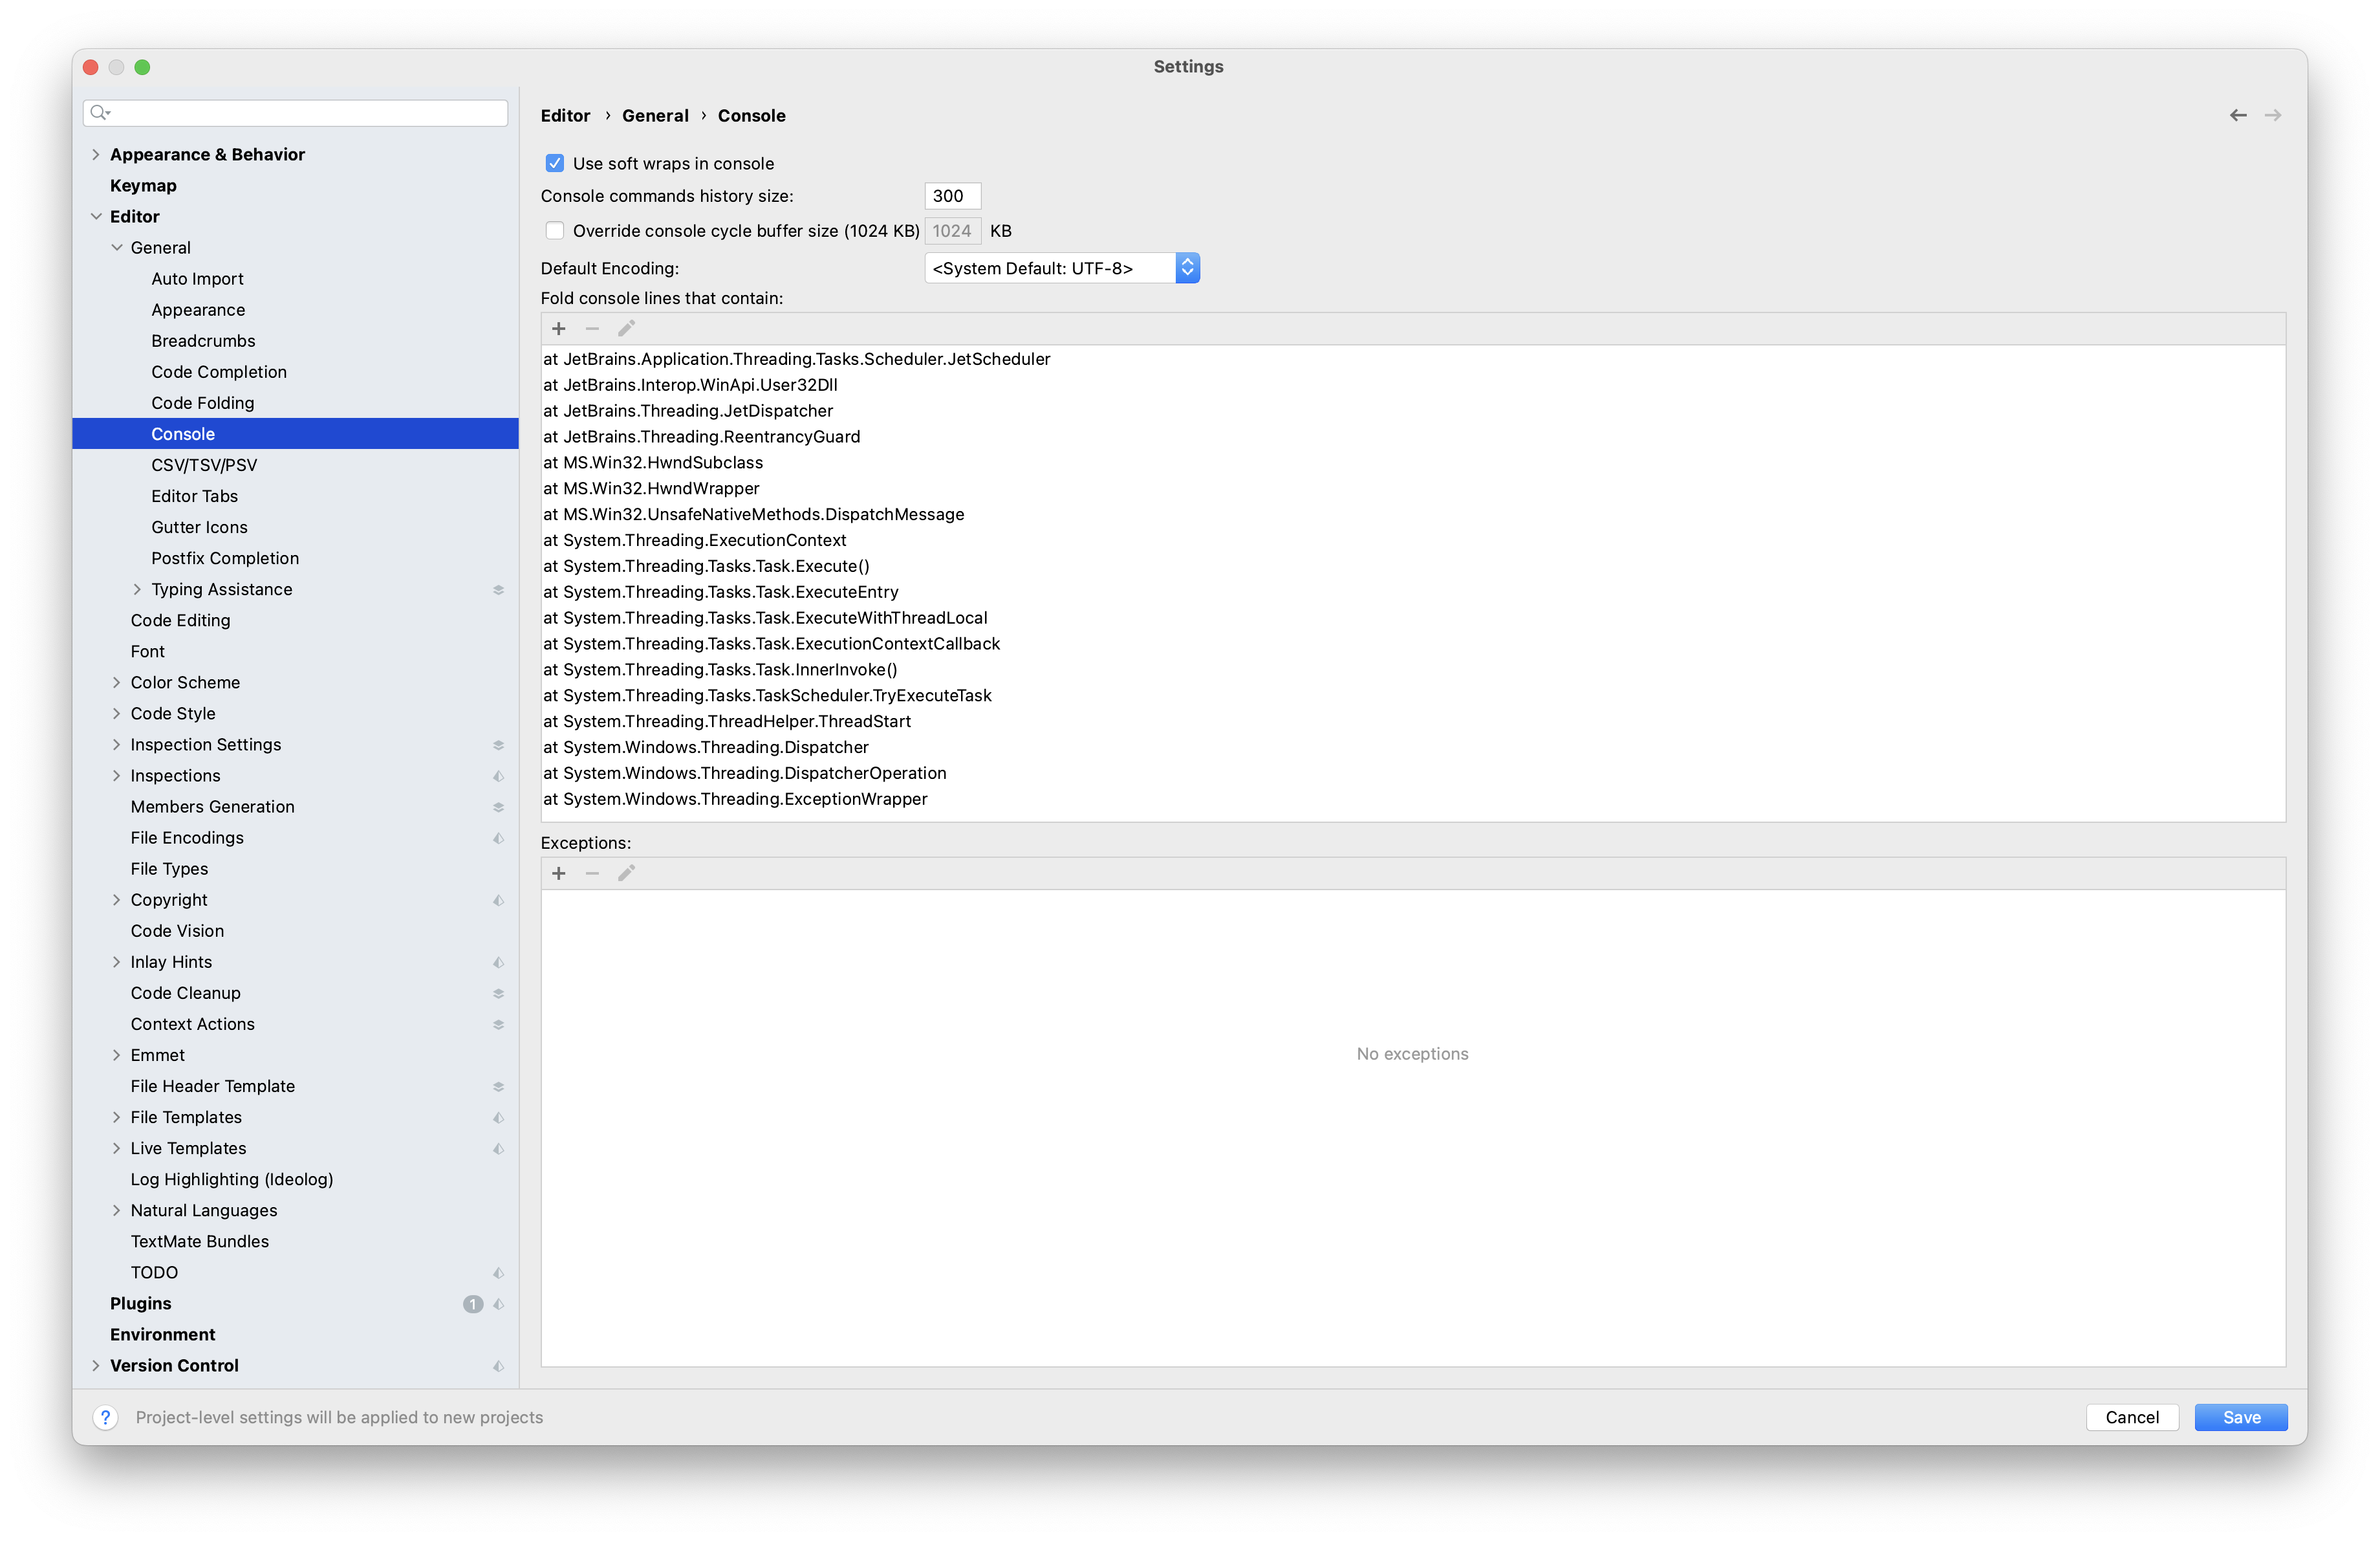 Settings
Appearance & Behavior
Keymap
Editor
General
Auto Import
Appearance
Breadcrumbs
Code Completion
Code Folding
Console
CSV/TSV/PSV
Editor Tabs
Gutter Icons
Postfix Completion
Typing Assistance
Code Editing
Font
Color Scheme
Code Style
Inspection Settings
Inspections
Members Generation
File Encodings
File Types
Copyright
Code Vision
Inlay Hints
Code Cleanup
Context Actions
Emmet
File Header Template
File Templates
Live Templates
Log Highlighting (Ideolog)
Natural Languages
TextMate Bundles
TODO
Plugins 1
Environment
Version Control
Editor › General › Console
Use soft wraps in console
Console commands history size: 300
Override console cycle buffer size (1024 KB) 1024 KB
Default Encoding: <System Default: UTF-8>
Fold console lines that contain:
at JetBrains.Application.Threading.Tasks.Scheduler.JetScheduler
at JetBrains.Interop.WinApi.User32Dll
at JetBrains.Threading.JetDispatcher
at JetBrains.Threading.ReentrancyGuard
at MS.Win32.HwndSubclass
at MS.Win32.HwndWrapper
at MS.Win32.UnsafeNativeMethods.DispatchMessage
at System.Threading.ExecutionContext
at System.Threading.Tasks.Task.Execute()
at System.Threading.Tasks.Task.ExecuteEntry
at System.Threading.Tasks.Task.ExecuteWithThreadLocal
at System.Threading.Tasks.Task.ExecutionContextCallback
at System.Threading.Tasks.Task.InnerInvoke()
at System.Threading.Tasks.TaskScheduler.TryExecuteTask
at System.Threading.ThreadHelper.ThreadStart
at System.Windows.Threading.Dispatcher
at System.Windows.Threading.DispatcherOperation
at System.Windows.Threading.ExceptionWrapper
Exceptions:
No exceptions
? Project-level settings will be applied to new projects
Cancel Save